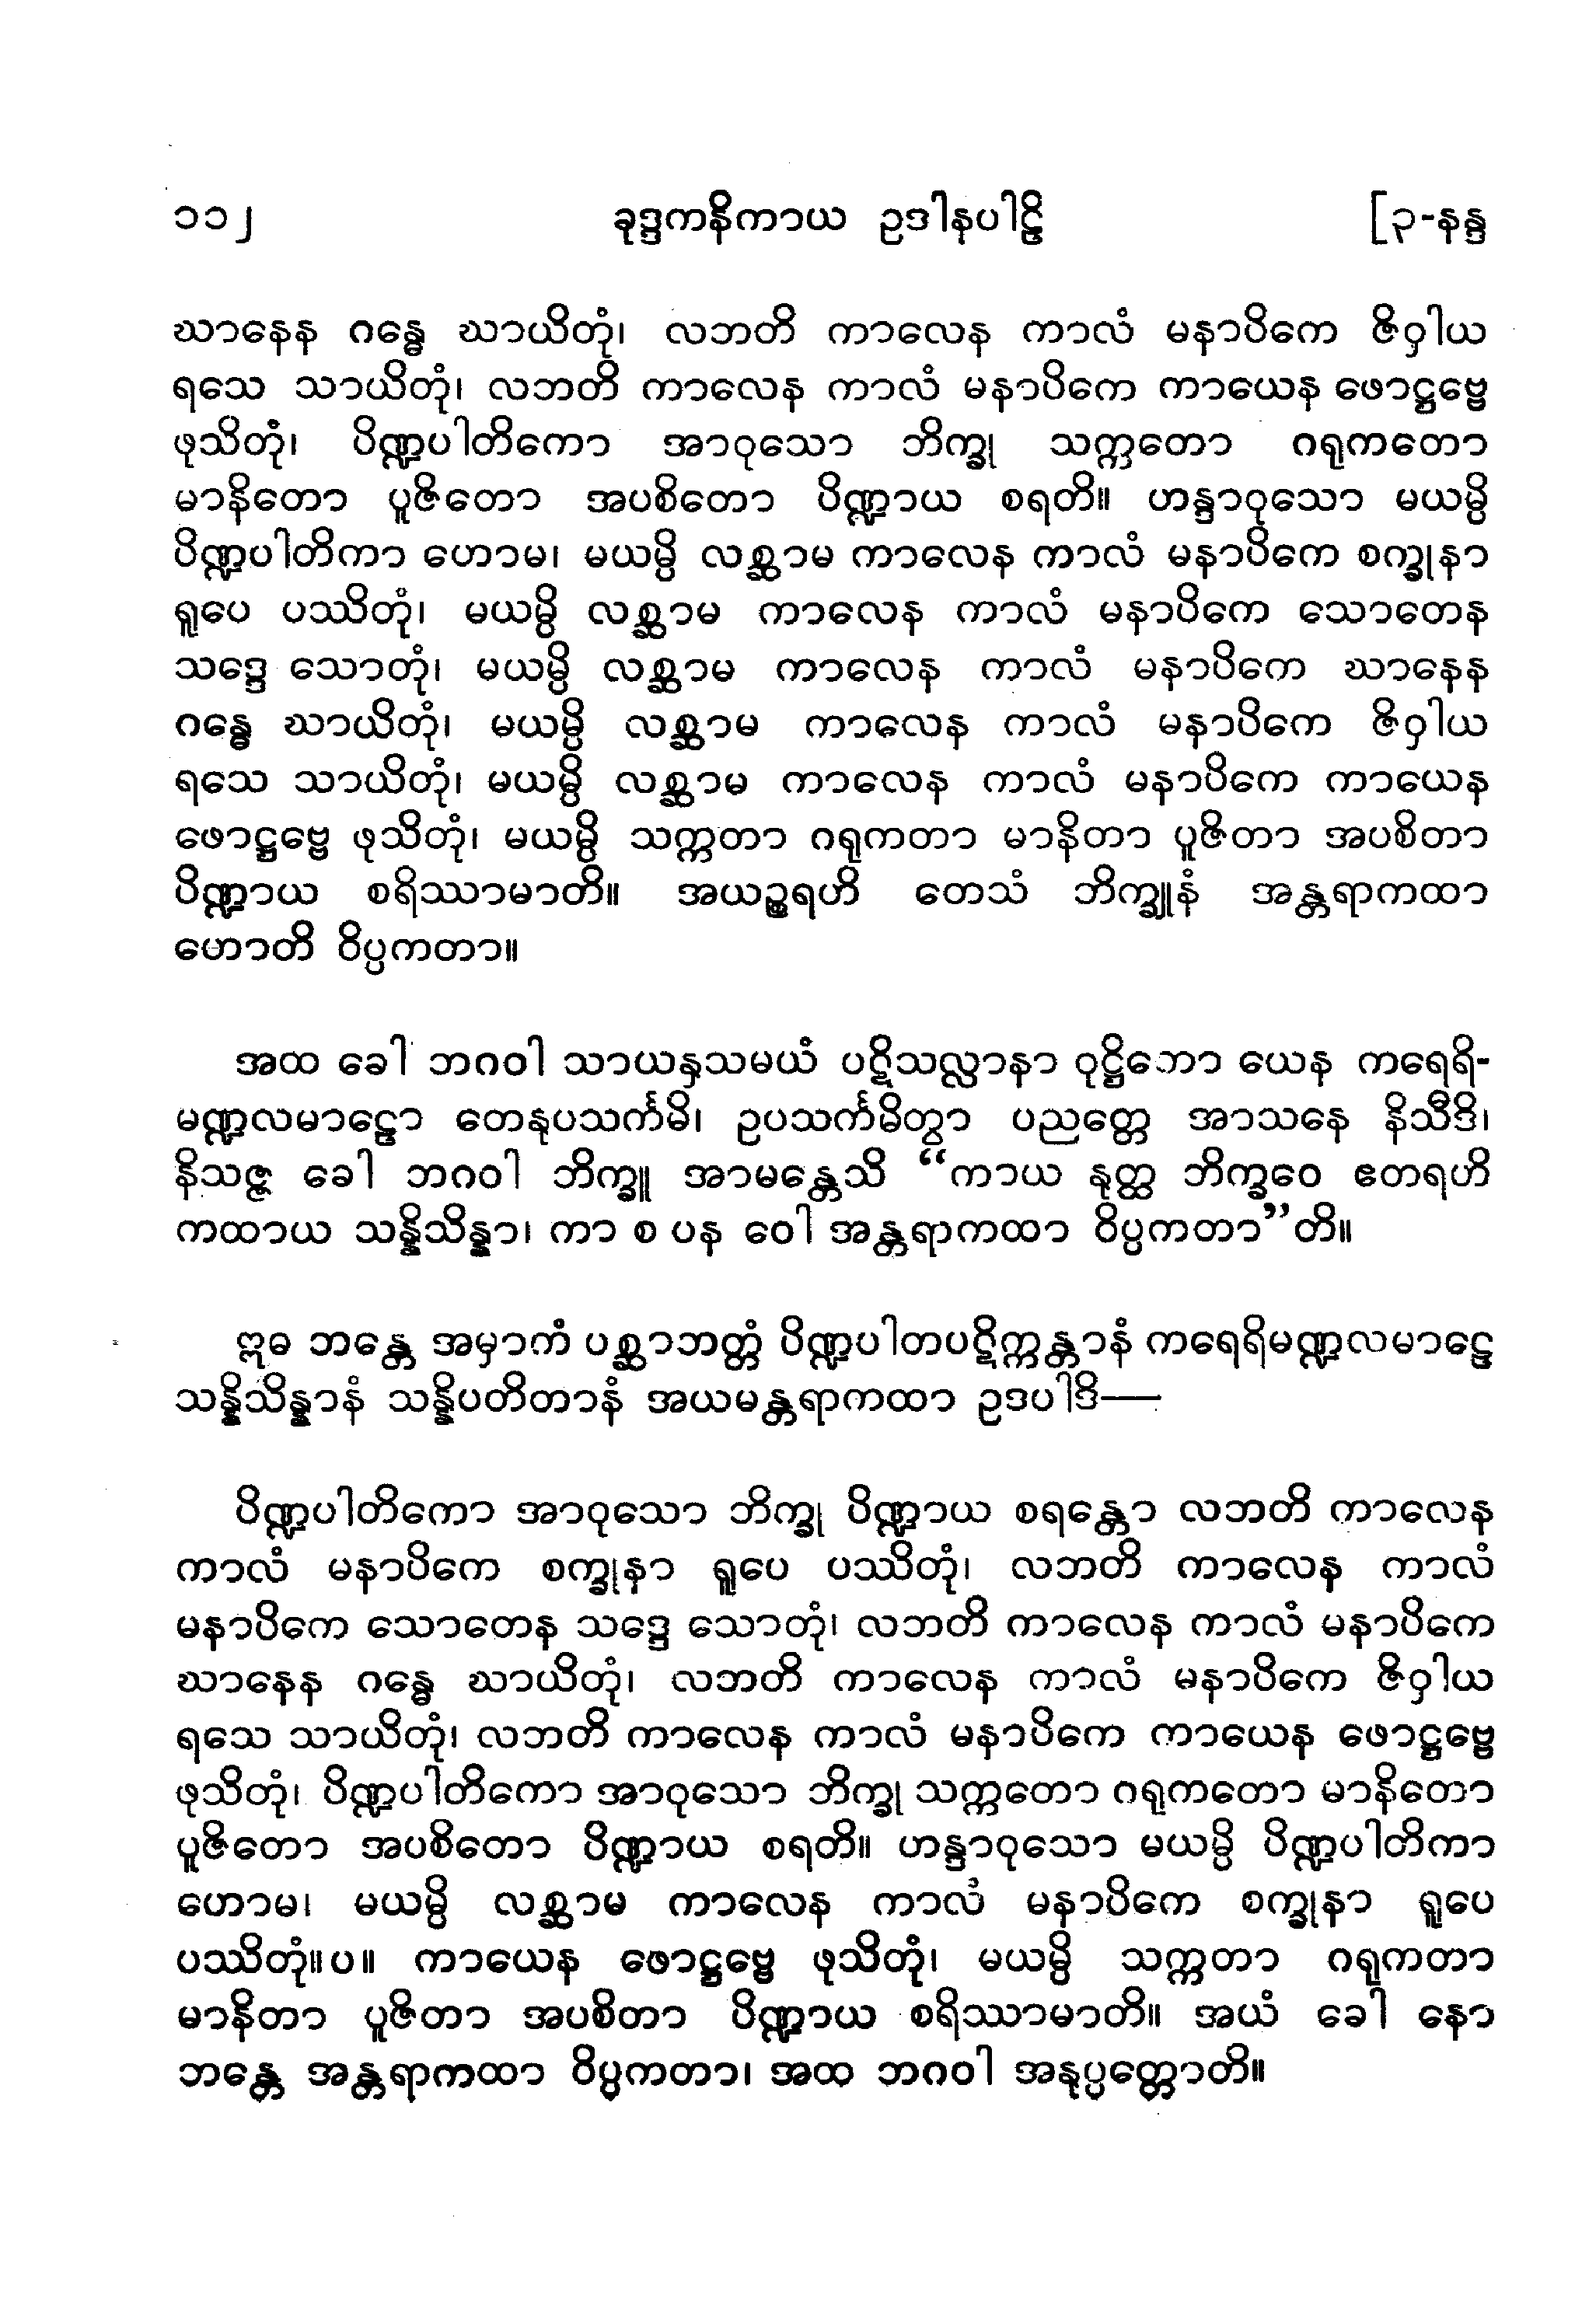 ၁၁၂ ခုဒ္ဒကနိကာယ ဥဒါနပါဠိ [၃-နန္ဒ
ဃာနေန ဂန္ဓေ ဃာယိတုံ၊ လဘတိ ကာလေန ကာလံ မနာပိကေ ဇိဝှါယ
ရသေ သာယိတုံ၊ လဘတိ ကာလေန ကာလံ မနာပိကေ ကာယေန ဖောဋ္ဌဗ္ဗေ
ဖုသိတုံ၊ ပိဏ္ဍပါတိကော အာဝုသော ဘိက္ခု သက္ကတော ဂရုကတော
မာနိတော ပူဇိတော အပစိတော ပိဏ္ဍာယ စရတိ။ ဟန္ဒာဝုသော မယမ္ပိ
ပိဏ္ဍပါတိကာ ဟောမ၊ မယမ္ပိ လစ္ဆာမ ကာလေန ကာလံ မနာပိကေ စက္ခုနာ
ရူပေ ပဿိတုံ၊ မယမ္ပိ လစ္ဆာမ ကာလေန ကာလံ မနာပိကေ သောတေန
သဒ္ဒေ သောတုံ၊ မယမ္ပိ လစ္ဆာမ ကာလေန ကာလံ မနာပိကေ ဃာနေန
ဂန္ဓေ ဃာယိတုံ၊ မယမ္ပိ လစ္ဆာမ ကာလေန ကာလံ မနာပိကေ ဇိဝှါယ
ရသေ သာယိတုံ၊ မယမ္ပိ လစ္ဆာမ ကာလေန ကာလံ မနာပိကေ ကာယေန
ဖောဋ္ဌဗ္ဗေ ဖုသိတုံ၊ မယမ္ပိ သက္ကတာ ဂရုကတာ မာနိတာ ပူဇိတာ အပစိတာ
ပိဏ္ဍာယ စရိဿာမာတိ။ အယဉ္စရဟိ တေသံ ဘိက္ခူနံ အန္တရာကထာ
ဟောတိ ဝိပ္ပကတာ။
အထ ခေါ ဘဂဝါ သာယနှသမယံ ပဋိသလ္လာနာ ဝုဋ္ဌိတော ယေန ကရေရိ-
မဏ္ဍလမာဠော တေနုပသင်္ကမိ၊ ဥပသင်္ကမိတွာ ပညတ္တေ အာသနေ နိသီဒိ၊
နိသဇ္ဇ ခေါ ဘဂဝါ ဘိက္ခူ အာမန္တေသိ “ကာယ နုတ္ထ ဘိက္ခဝေ ဧတရဟိ
ကထာယ သန္နိသိန္နာ၊ ကာ စ ပန ဝေါ အန္တရာကထာ ဝိပ္ပကတာ”တိ။
ဣဓ ဘန္တေ အမှာကံ ပစ္ဆာဘတ္တံ ပိဏ္ဍပါတပဋိက္ကန္တာနံ ကရေရိမဏ္ဍလမာဠေ
သန္နိသိန္နာနံ သန္နိပတိတာနံ အယမန္တရာကထာ ဥဒပါဒိ—
ပိဏ္ဍပါတိကော အာဝုသော ဘိက္ခု ပိဏ္ဍာယ စရန္တော လဘတိ ကာလေန
ကာလံ မနာပိကေ စက္ခုနာ ရူပေ ပဿိတုံ၊ လဘတိ ကာလေန ကာလံ
မနာပိကေ သောတေန သဒ္ဒေ သောတုံ၊ လဘတိ ကာလေန ကာလံ မနာပိကေ
ဃာနေန ဂန္ဓေ ဃာယိတုံ၊ လဘတိ ကာလေန ကာလံ မနာပိကေ ဇိဝှါယ
ရသေ သာယိတုံ၊ လဘတိ ကာလေန ကာလံ မနာပိကေ ကာယေန ဖောဋ္ဌဗ္ဗေ
ဖုသိတုံ၊ ပိဏ္ဍပါတိကော အာဝုသော ဘိက္ခု သက္ကတော ဂရုကတော မာနိတော
ပူဇိတော အပစိတော ပိဏ္ဍာယ စရတိ။ ဟန္ဒာဝုသော မယမ္ပိ ပိဏ္ဍပါတိကာ
ဟောမ၊ မယမ္ပိ လစ္ဆာမ ကာလေန ကာလံ မနာပိကေ စက္ခုနာ ရူပေ
ပဿိတုံ။ပ။ ကာယေန ဖောဋ္ဌဗ္ဗေ ဖုသိတုံ၊ မယမ္ပိ သက္ကတာ ဂရုကတာ
မာနိတာ ပူဇိတာ အပစိတာ ပိဏ္ဍာယ စရိဿာမာတိ။ အယံ ခေါ နော
ဘန္တေ အန္တရာကထာ ဝိပ္ပကတာ၊ အထ ဘဂဝါ အနုပ္ပတ္တောတိ။